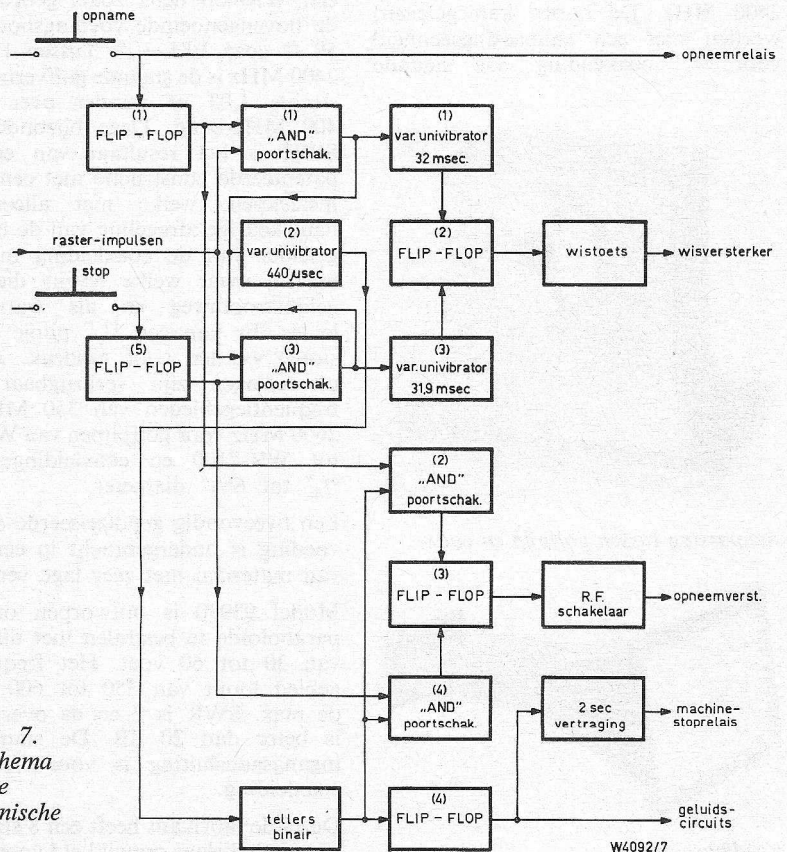 opname
opneemrelais
(1)
FLIP-FLOP
(1)
„AND"
poortschak.
(1)
var. univibrator
32 msec.
raster-impulsen
(2)
var. univibrator
440 µsec
(2)
FLIP-FLOP
wistoets
wisversterker
stop
(5)
FLIP-FLOP
(3)
„AND"
poortschak.
(3)
var. univibrator
31,9 msec
(2)
„AND"
poortschak.
(3)
FLIP-FLOP
R.F.
schakelaar
opneemverst.
(4)
„AND"
poortschak.
2 sec
vertraging
machine-
stoprelais
tellers
binair
(4)
FLIP-FLOP
geluids-
circuits
W4092/7
7.
hema
e
nische